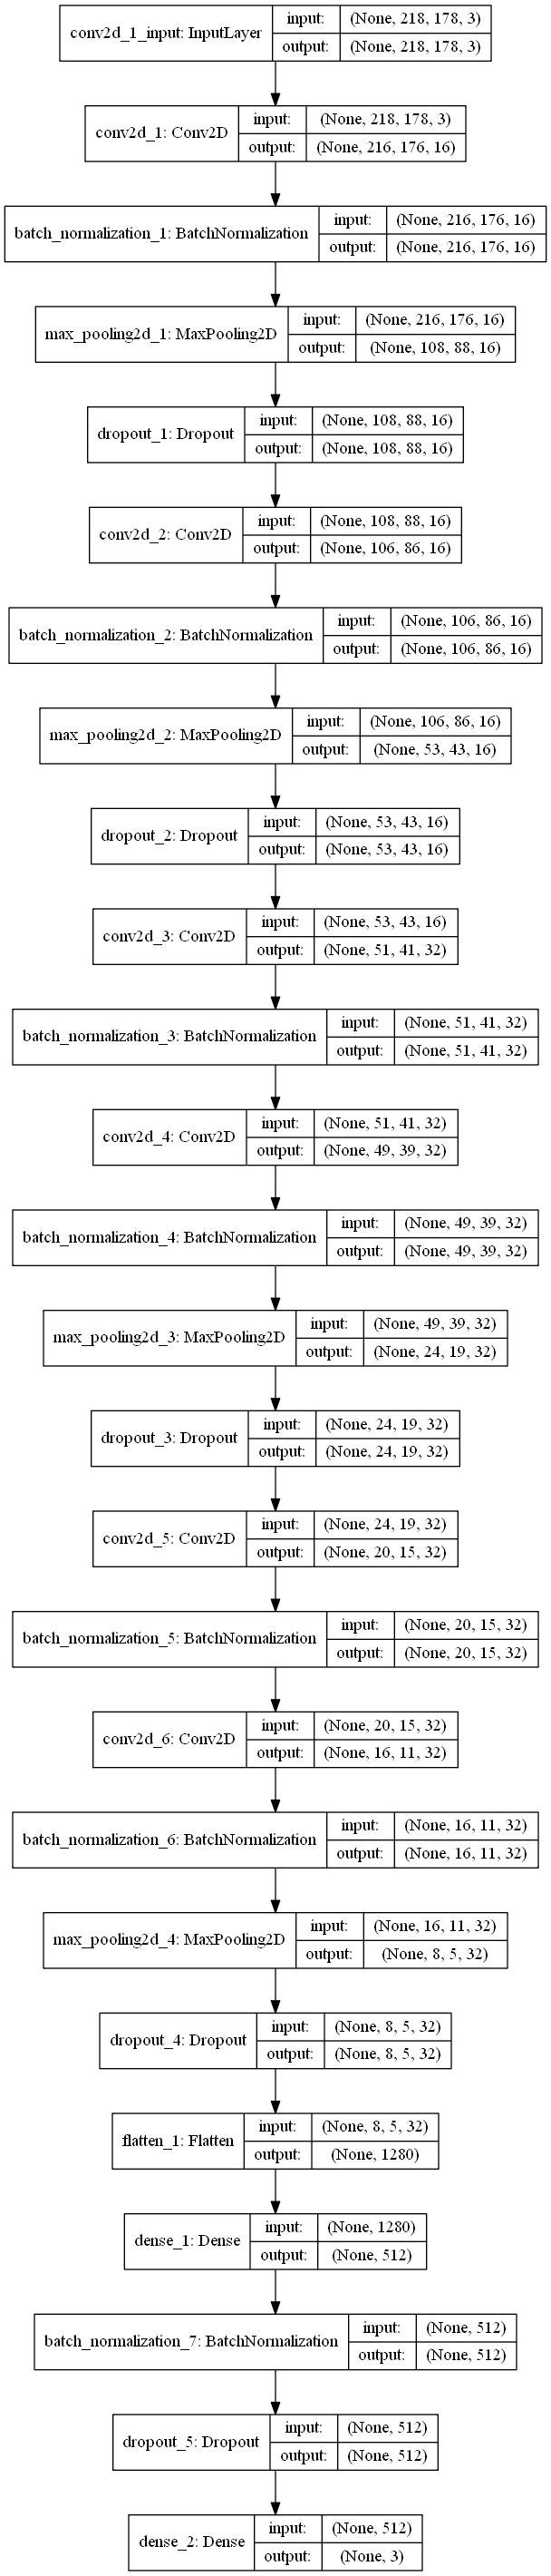 conv2d_1_input: InputLayer
input: (None, 218, 178, 3)
output: (None, 218, 178, 3)
conv2d_1: Conv2D
input: (None, 218, 178, 3)
output: (None, 216, 176, 16)
batch_normalization_1: BatchNormalization
input: (None, 216, 176, 16)
output: (None, 216, 176, 16)
max_pooling2d_1: MaxPooling2D
input: (None, 216, 176, 16)
output: (None, 108, 88, 16)
dropout_1: Dropout
input: (None, 108, 88, 16)
output: (None, 108, 88, 16)
conv2d_2: Conv2D
input: (None, 108, 88, 16)
output: (None, 106, 86, 16)
batch_normalization_2: BatchNormalization
input: (None, 106, 86, 16)
output: (None, 106, 86, 16)
max_pooling2d_2: MaxPooling2D
input: (None, 106, 86, 16)
output: (None, 53, 43, 16)
dropout_2: Dropout
input: (None, 53, 43, 16)
output: (None, 53, 43, 16)
conv2d_3: Conv2D
input: (None, 53, 43, 16)
output: (None, 51, 41, 32)
batch_normalization_3: BatchNormalization
input: (None, 51, 41, 32)
output: (None, 51, 41, 32)
conv2d_4: Conv2D
input: (None, 51, 41, 32)
output: (None, 49, 39, 32)
batch_normalization_4: BatchNormalization
input: (None, 49, 39, 32)
output: (None, 49, 39, 32)
max_pooling2d_3: MaxPooling2D
input: (None, 49, 39, 32)
output: (None, 24, 19, 32)
dropout_3: Dropout
input: (None, 24, 19, 32)
output: (None, 24, 19, 32)
conv2d_5: Conv2D
input: (None, 24, 19, 32)
output: (None, 20, 15, 32)
batch_normalization_5: BatchNormalization
input: (None, 20, 15, 32)
output: (None, 20, 15, 32)
conv2d_6: Conv2D
input: (None, 20, 15, 32)
output: (None, 16, 11, 32)
batch_normalization_6: BatchNormalization
input: (None, 16, 11, 32)
output: (None, 16, 11, 32)
max_pooling2d_4: MaxPooling2D
input: (None, 16, 11, 32)
output: (None, 8, 5, 32)
dropout_4: Dropout
input: (None, 8, 5, 32)
output: (None, 8, 5, 32)
flatten_1: Flatten
input: (None, 8, 5, 32)
output: (None, 1280)
dense_1: Dense
input: (None, 1280)
output: (None, 512)
batch_normalization_7: BatchNormalization
input: (None, 512)
output: (None, 512)
dropout_5: Dropout
input: (None, 512)
output: (None, 512)
dense_2: Dense
input: (None, 512)
output: (None, 3)